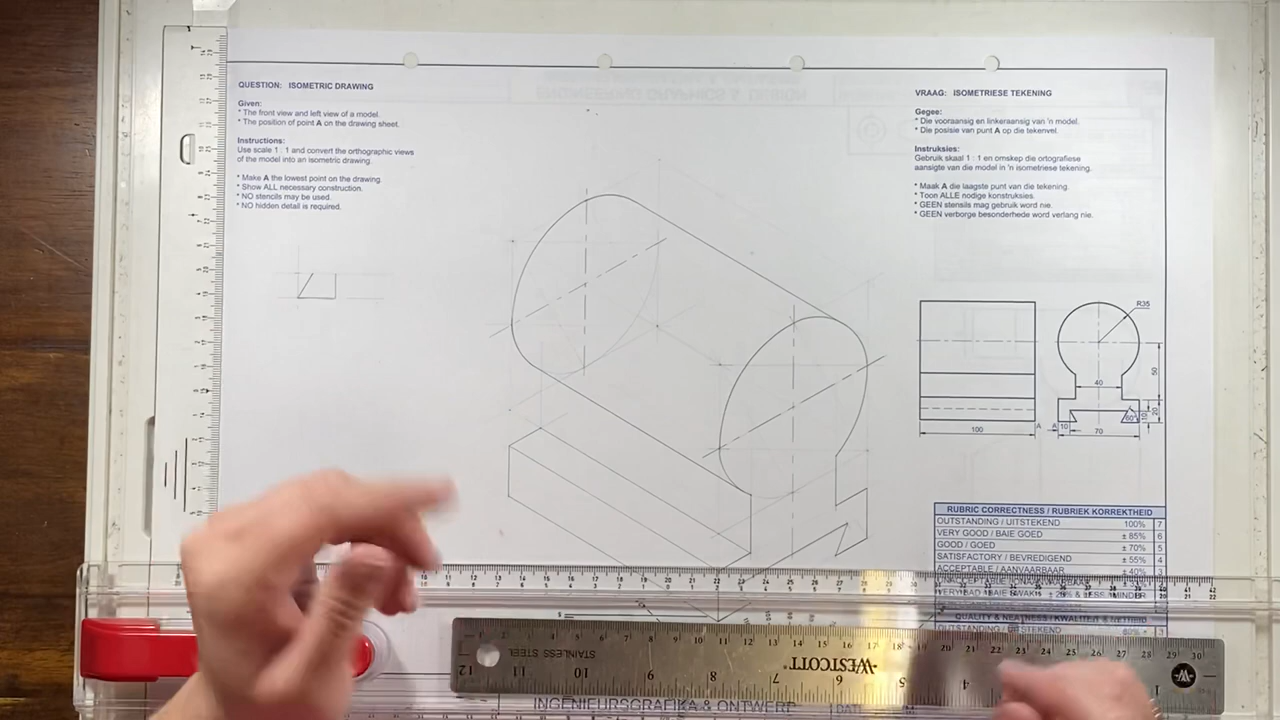 QUESTION: ISOMETRIC DRAWING
Given:
* The front view and left view of a model.
* The position of point A on the drawing sheet.
Instructions:
Use scale 1 : 1 and convert the orthographic views
of the model into an isometric drawing.
* Make A the lowest point on the drawing.
* Show ALL necessary construction.
* NO stencils may be used.
* NO hidden detail is required.
VRAAG: ISOMETRIESE TEKENING
Gegee:
* Die vooraansig en linkeraansig van 'n model.
* Die posisie van punt A op die tekenvel.
Instruksies:
Gebruik skaal 1 : 1 en omskep die ortografiese
aansigte van die model in 'n isometriese tekening.
* Maak A die laagste punt van die tekening.
* Toon ALLE nodige konstruksies.
* GEEN stensils mag gebruik word nie.
* GEEN verborge besonderhede word verlang nie.
R35
50
40
20
10
60°
A
A
10
100
70
RUBRIC CORRECTNESS / RUBRIEK KORREKTHEID
OUTSTANDING / UITSTEKEND 100% 7
VERY GOOD / BAIE GOED ± 85% 6
GOOD / GOED ± 70% 5
SATISFACTORY / BEVREDIGEND ± 55% 4
ACCEPTABLE / AANVAARBAAR ± 40% 3
QUALITY & NEATNESS / KWALITEIT & NETHEID
OUTSTANDING / UITSTEKEND
STAINLESS STEEL
WESTCOTT
INGENIEURSGRAFIKA & ONTWERP